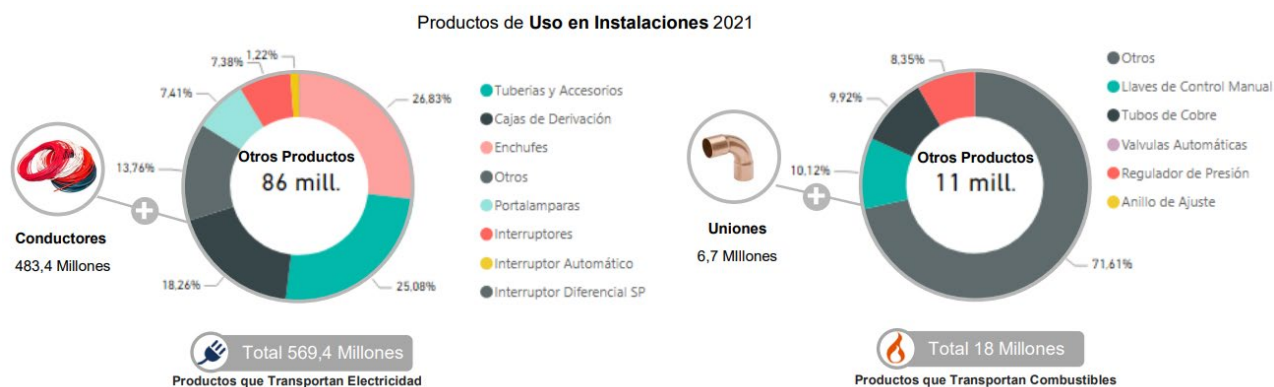 Productos de Uso en Instalaciones 2021
1,22%
7,38%
7,41%
26,83%
13,76%
18,26%
25,08%
Otros Productos
86 mill.
Conductores
483,4 Millones
Tuberias y Accesorios
Cajas de Derivación
Enchufes
Otros
Portalamparas
Interruptores
Interruptor Automático
Interruptor Diferencial SP
Total 569,4 Millones
Productos que Transportan Electricidad
8,35%
9,92%
10,12%
71,61%
Otros Productos
11 mill.
Uniones
6,7 MIllones
Otros
Llaves de Control Manual
Tubos de Cobre
Valvulas Automáticas
Regulador de Presión
Anillo de Ajuste
Total 18 Millones
Productos que Transportan Combustibles